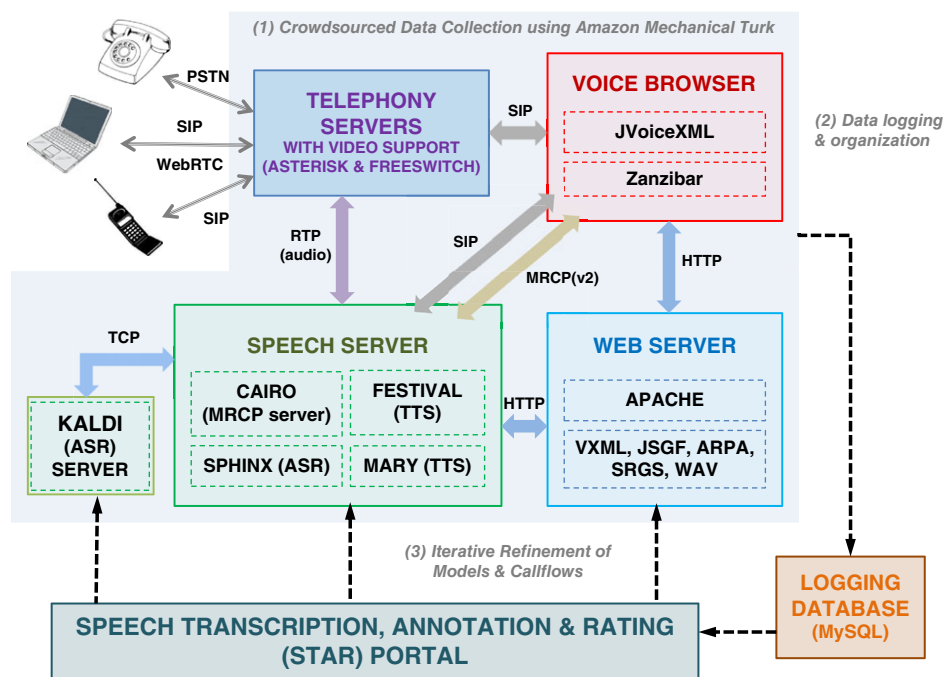 (1) Crowdsourced Data Collection using Amazon Mechanical Turk
PSTN
SIP
WebRTC
SIP
TELEPHONY
SERVERS
WITH VIDEO SUPPORT
(ASTERISK & FREESWITCH)
SIP
VOICE BROWSER
JVoiceXML
Zanzibar
(2) Data logging
& organization
RTP
(audio)
SIP
MRCP(v2)
HTTP
TCP
SPEECH SERVER
CAIRO
(MRCP server)
FESTIVAL
(TTS)
SPHINX (ASR)
MARY (TTS)
HTTP
WEB SERVER
APACHE
VXML, JSGF, ARPA,
SRGS, WAV
KALDI
(ASR)
SERVER
(3) Iterative Refinement of
Models & Callflows
LOGGING
DATABASE
(MySQL)
SPEECH TRANSCRIPTION, ANNOTATION & RATING
(STAR) PORTAL